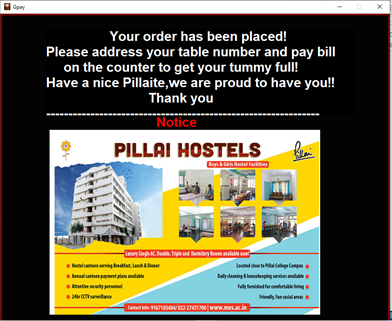 Gpay
Your order has been placed!
Please address your table number and pay bill
on the counter to get your tummy full!
Have a nice Pillaite,we are proud to have you!!
Thank you
Notice
PILLAI HOSTELS
Pillai
Boys & Girls Hostel Facilities
Luxury Single AC, Double, Triple and Dormitory Rooms available now!!
Hostel canteen serving Breakfast, Lunch & Dinner
Annual canteen payment plans available
Attentive security personnel
24hr CCTV surveillance
Located close to Pillai College Campus
Daily cleaning & housekeeping services available
Fully furnished for comfortable living
Friendly, fun social areas
Contact Info: 9167103484/ 022-27451700 | www.mes.ac.in